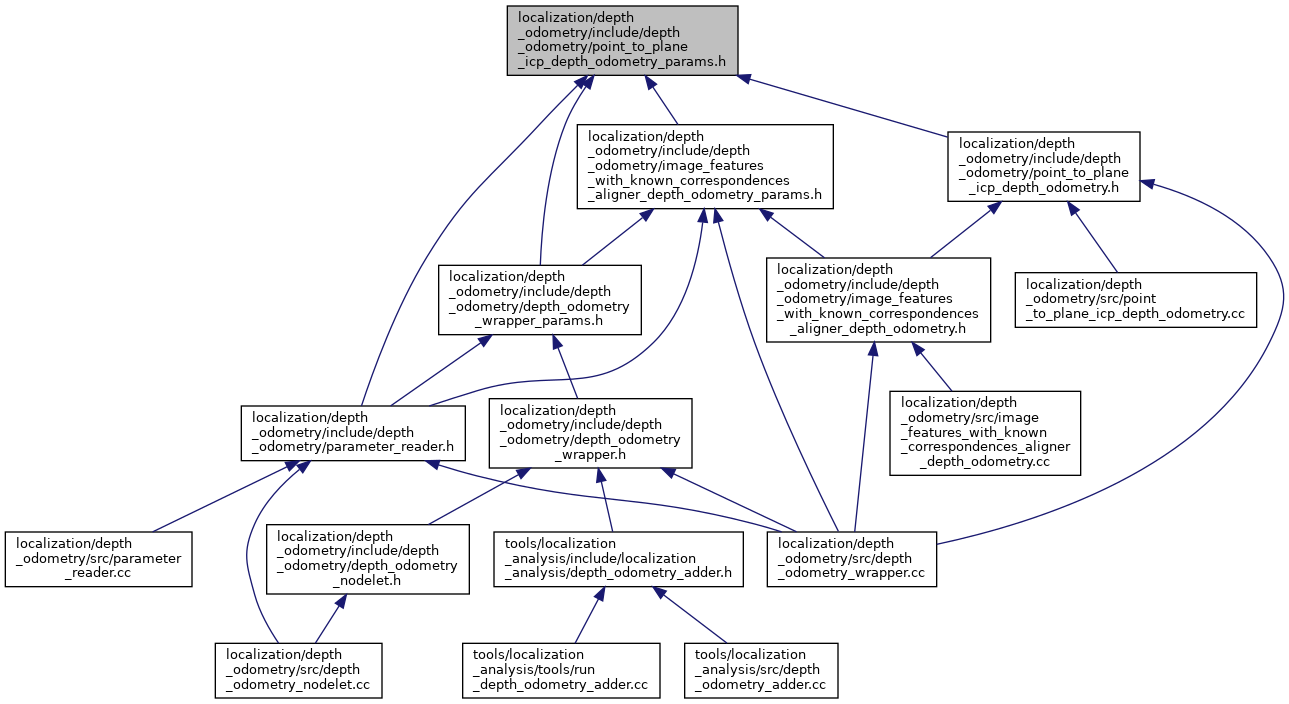 localization/depth
_odometry/include/depth
_odometry/point_to_plane
_icp_depth_odometry_params.h
localization/depth
_odometry/include/depth
_odometry/image_features
_with_known_correspondences
_aligner_depth_odometry_params.h
localization/depth
_odometry/include/depth
_odometry/point_to_plane
_icp_depth_odometry.h
localization/depth
_odometry/include/depth
_odometry/depth_odometry
_wrapper_params.h
localization/depth
_odometry/include/depth
_odometry/image_features
_with_known_correspondences
_aligner_depth_odometry.h
localization/depth
_odometry/src/point
_to_plane_icp_depth_odometry.cc
localization/depth
_odometry/include/depth
_odometry/parameter_reader.h
localization/depth
_odometry/include/depth
_odometry/depth_odometry
_wrapper.h
localization/depth
_odometry/src/image
_features_with_known
_correspondences_aligner
_depth_odometry.cc
localization/depth
_odometry/src/parameter
_reader.cc
localization/depth
_odometry/include/depth
_odometry/depth_odometry
_nodelet.h
tools/localization
_analysis/include/localization
_analysis/depth_odometry_adder.h
localization/depth
_odometry/src/depth
_odometry_wrapper.cc
localization/depth
_odometry/src/depth
_odometry_nodelet.cc
tools/localization
_analysis/tools/run
_depth_odometry_adder.cc
tools/localization
_analysis/src/depth
_odometry_adder.cc